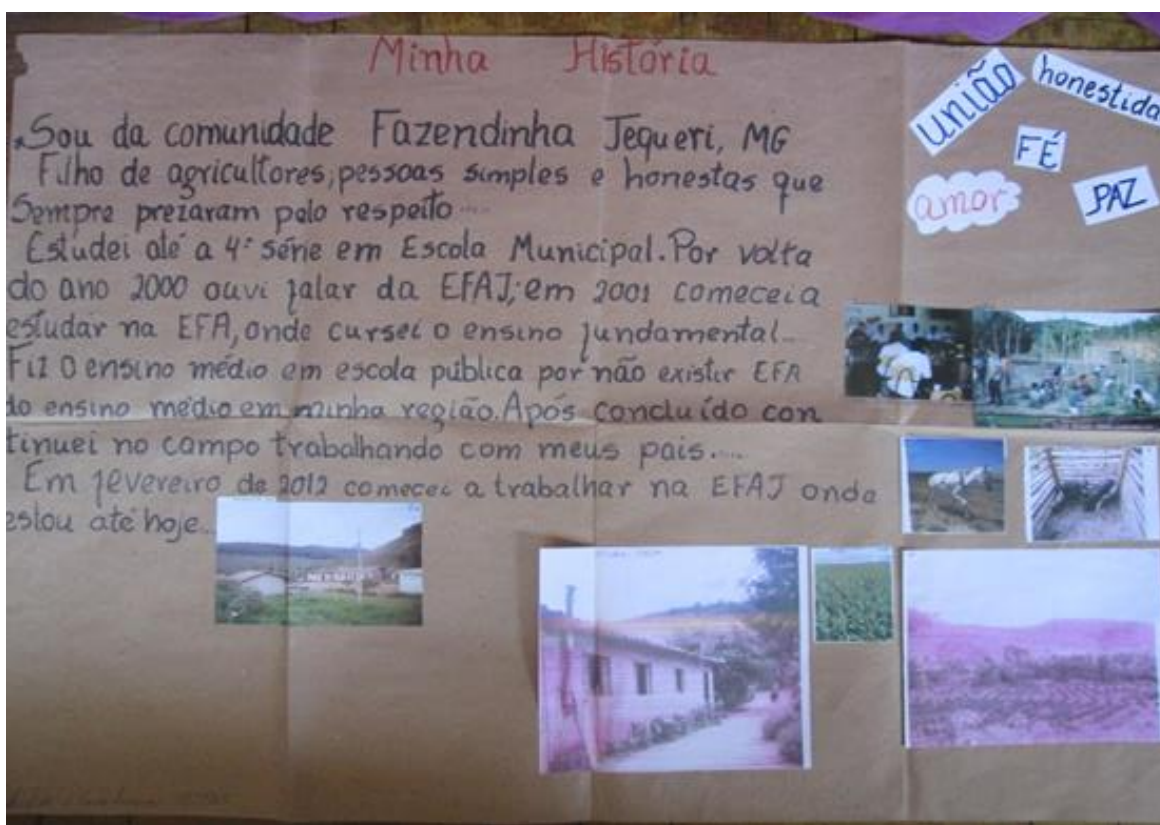 Minha História
Sou da comunidade Fazendinha Jequeri, MG
Filho de agricultores, pessoas simples e honestas que
Sempre prezaram pelo respeito....
Estudei até a 4ª série em Escola Municipal. Por volta
do ano 2000 ouvi falar da EFAJ; em 2001 comecei a
estudar na EFA, onde cursei o ensino fundamental...
Fiz o ensino médio em escola pública por não existir EFA
do ensino médio em minha região. Após concluído con
tinuei no campo trabalhando com meus pais.....
Em fevereiro de 2012 comecei a trabalhar na EFAJ onde
estou até hoje...
União
honestida
FÉ
amor
PAZ